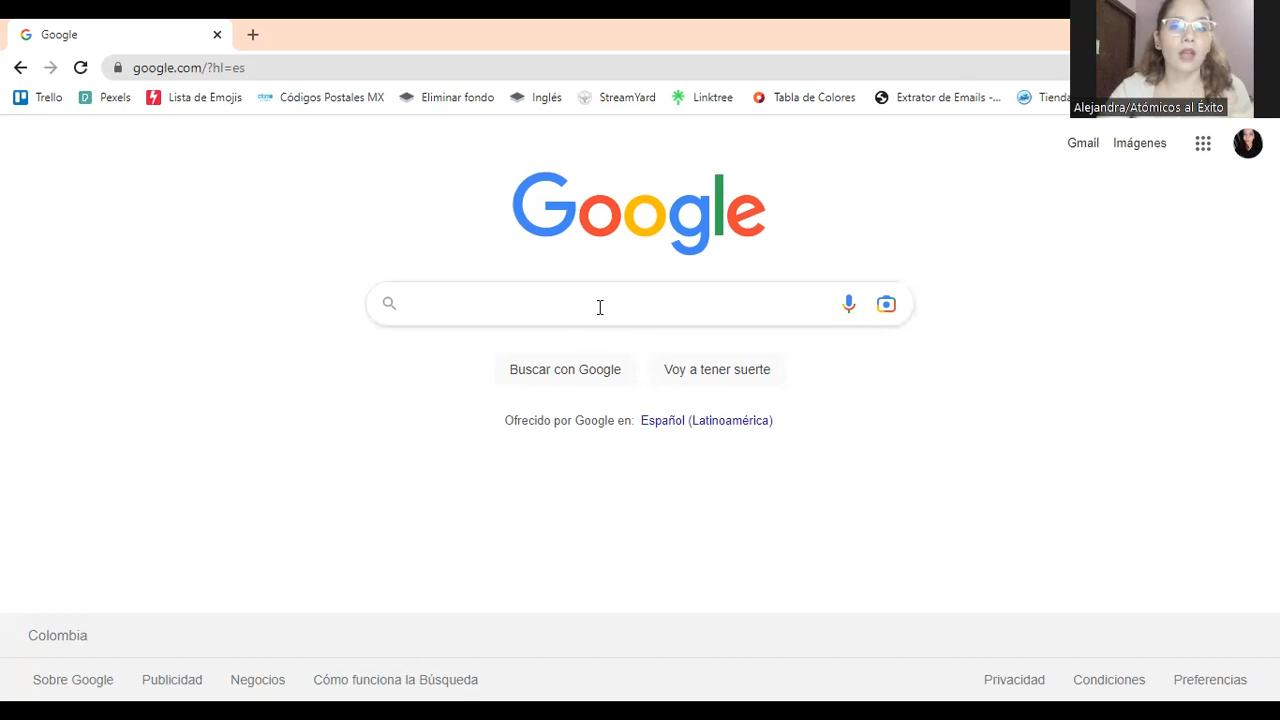 Google
google.com/?hl=es
Trello Pexels Lista de Emojis Códigos Postales MX Eliminar fondo Inglés StreamYard Linktree Tabla de Colores Extrator de Emails -... Tienda
Alejandra/Atómicos al Éxito
Gmail Imágenes
Google
Buscar con Google Voy a tener suerte
Ofrecido por Google en: Español (Latinoamérica)
Colombia
Sobre Google Publicidad Negocios Cómo funciona la Búsqueda Privacidad Condiciones Preferencias